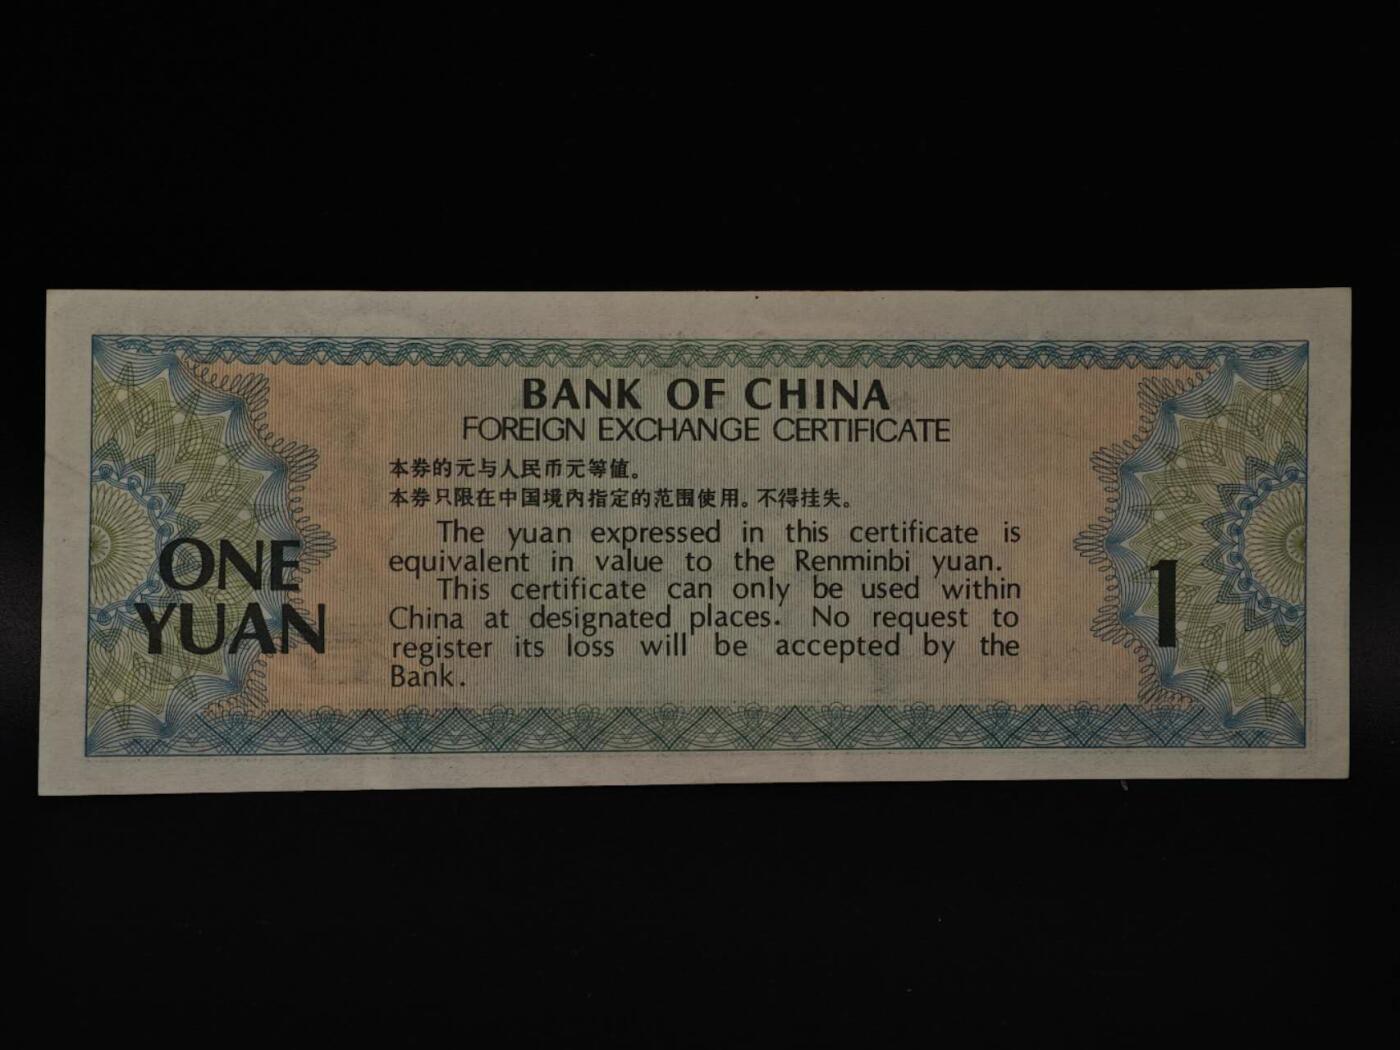 BANK OF CHINA
FOREIGN EXCHANGE CERTIFICATE
本券的元与人民币元等值。
本券只限在中国境内指定的范围使用。不得挂失。
The yuan expressed in this certificate is
equivalent in value to the Renminbi yuan.
This certificate can only be used within
China at designated places. No request to
register its loss will be accepted by the
Bank.
ONE
YUAN
1